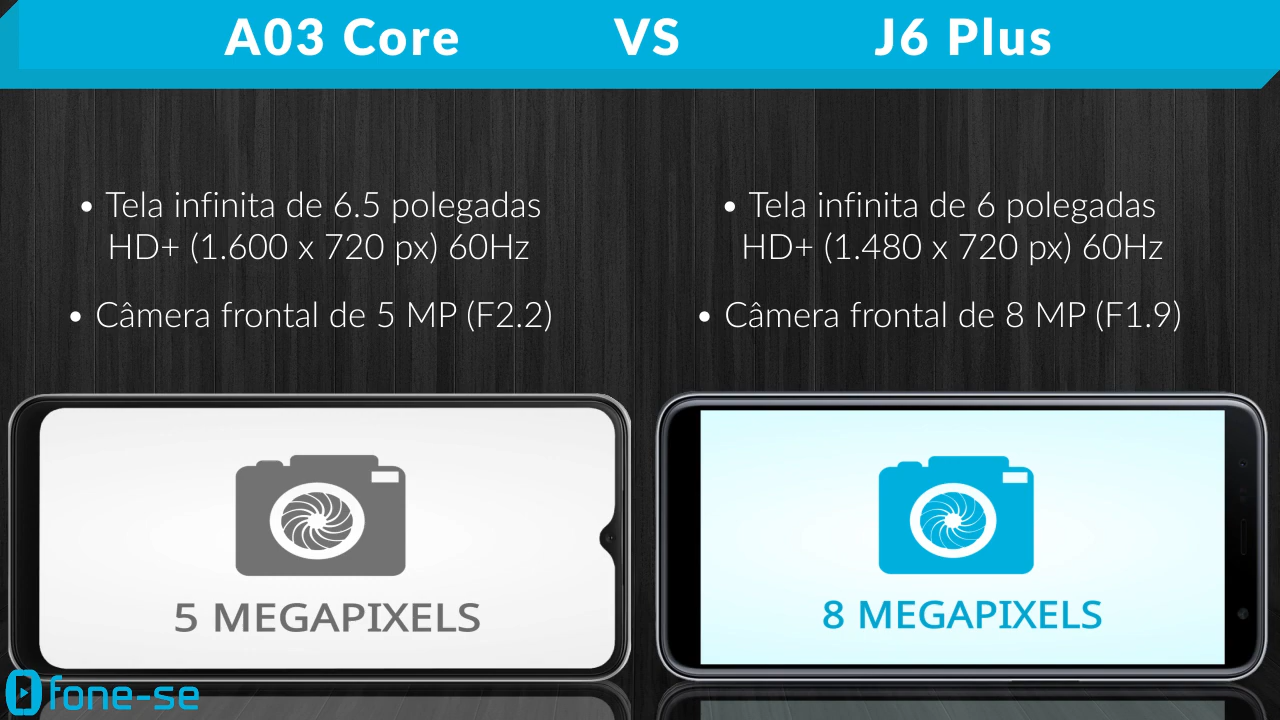 A03 Core VS J6 Plus
• Tela infinita de 6.5 polegadas
HD+ (1.600 x 720 px) 60Hz
• Câmera frontal de 5 MP (F2.2)
• Tela infinita de 6 polegadas
HD+ (1.480 x 720 px) 60Hz
• Câmera frontal de 8 MP (F1.9)
5 MEGAPIXELS
8 MEGAPIXELS
fone-se